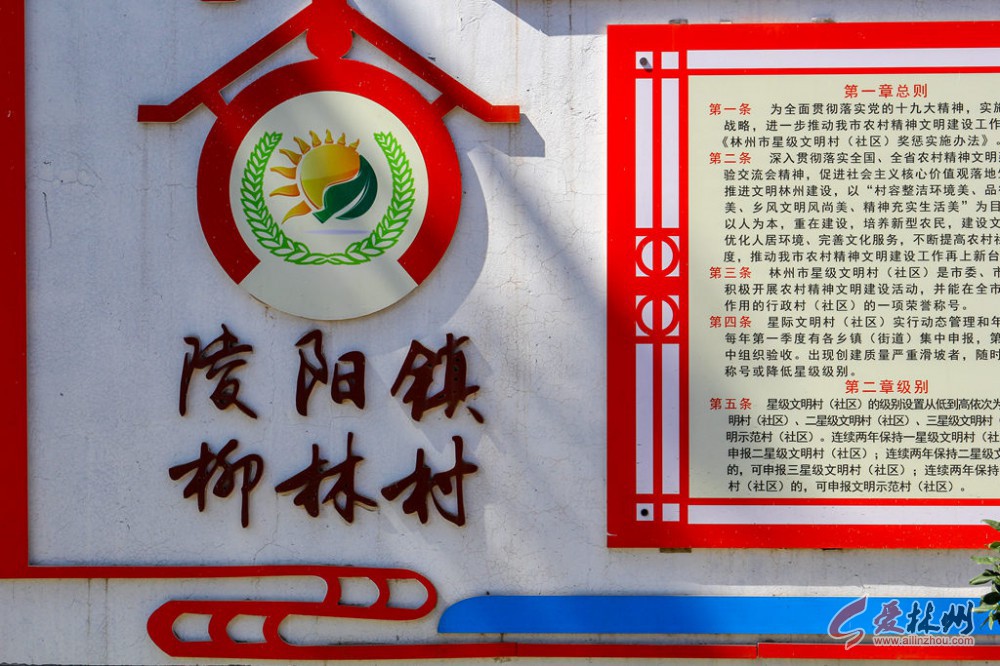 陵阳镇
柳林村
第一章总则
第一条 为全面贯彻落实党的十九大精神，实施
战略，进一步推动我市农村精神文明建设工作
《林州市星级文明村（社区）奖惩实施办法》。
第二条 深入贯彻落实全国、全省农村精神文明建
验交流会精神，促进社会主义核心价值观落地
推进文明林州建设，以“村容整洁环境美、品
美、乡风文明风尚美、精神充实生活美”为目
以人为本，重在建设，培养新型农民，建设文
优化人居环境、完善文化服务，不断提高农村社
度，推动我市农村精神文明建设工作再上新台
第三条 林州市星级文明村（社区）是市委、市
积极开展农村精神文明建设活动，并能在全市
作用的行政村（社区）的一项荣誉称号。
第四条 星际文明村（社区）实行动态管理和年
每年第一季度有各乡镇（街道）集中申报，第
中组织验收。出现创建质量严重滑坡者，随时
称号或降低星级级别。
第二章级别
第五条 星级文明村（社区）的级别设置从低到高依次为
明村（社区）、二星级文明村（社区）、三星级文明村（
明示范村（社区）。连续两年保持一星级文明村（社
申报二星级文明村（社区）；连续两年保持二星级文
的，可申报三星级文明村（社区）；连续两年保持
村（社区）的，可申报文明示范村（社区）。
爱林州
www.ailinzhou.com